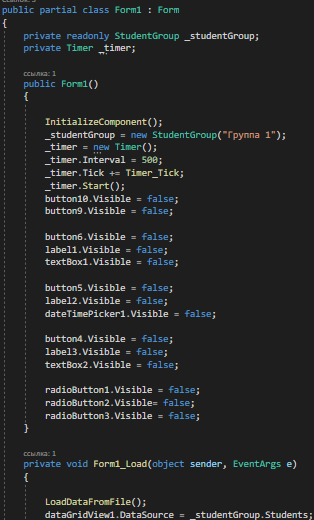 public partial class Form1 : Form
{
private readonly StudentGroup _studentGroup;
private Timer _timer;
ссылка: 1
public Form1()
{
InitializeComponent();
_studentGroup = new StudentGroup("Группа 1");
_timer = new Timer();
_timer.Interval = 500;
_timer.Tick += Timer_Tick;
_timer.Start();
button10.Visible = false;
button9.Visible = false;
button6.Visible = false;
label1.Visible = false;
textBox1.Visible = false;
button5.Visible = false;
label2.Visible = false;
dateTimePicker1.Visible = false;
button4.Visible = false;
label3.Visible = false;
textBox2.Visible = false;
radioButton1.Visible = false;
radioButton2.Visible= false;
radioButton3.Visible = false;
}
ссылка: 1
private void Form1_Load(object sender, EventArgs e)
{
LoadDataFromFile();
dataGridView1.DataSource = _studentGroup.Students;